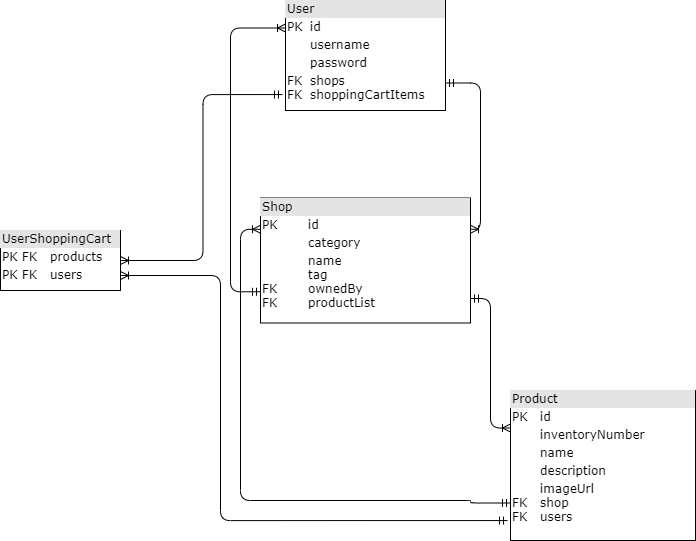 User
PK id
username
password
FK shops
FK shoppingCartItems
Shop
PK id
category
name
tag
FK ownedBy
FK productList
UserShoppingCart
PK FK products
PK FK users
Product
PK id
inventoryNumber
name
description
imageUrl
FK shop
FK users